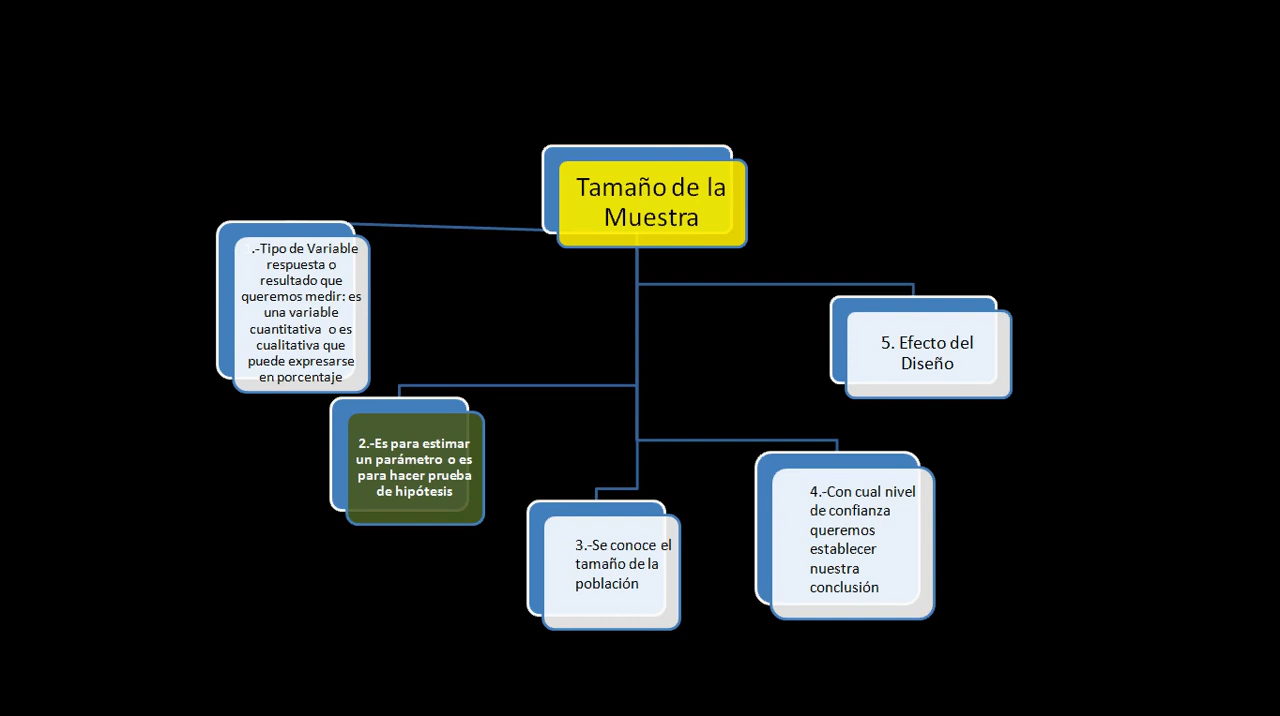 Tamaño de la
Muestra
.-Tipo de Variable
respuesta o
resultado que
queremos medir: es
una variable
cuantitativa o es
cualitativa que
puede expresarse
en porcentaje
2.-Es para estimar
un parámetro o es
para hacer prueba
de hipótesis
3.-Se conoce el
tamaño de la
población
4.-Con cual nivel
de confianza
queremos
establecer
nuestra
conclusión
5. Efecto del
Diseño